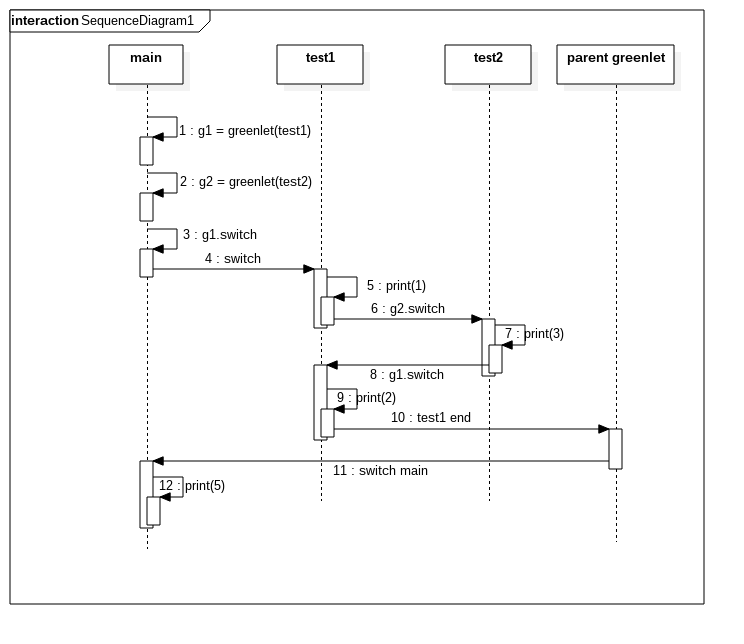 interaction SequenceDiagram1
main
test1
test2
parent greenlet
1 : g1 = greenlet(test1)
2 : g2 = greenlet(test2)
3 : g1.switch
4 : switch
5 : print(1)
6 : g2.switch
7 : print(3)
8 : g1.switch
9 : print(2)
10 : test1 end
11 : switch main
12 : print(5)